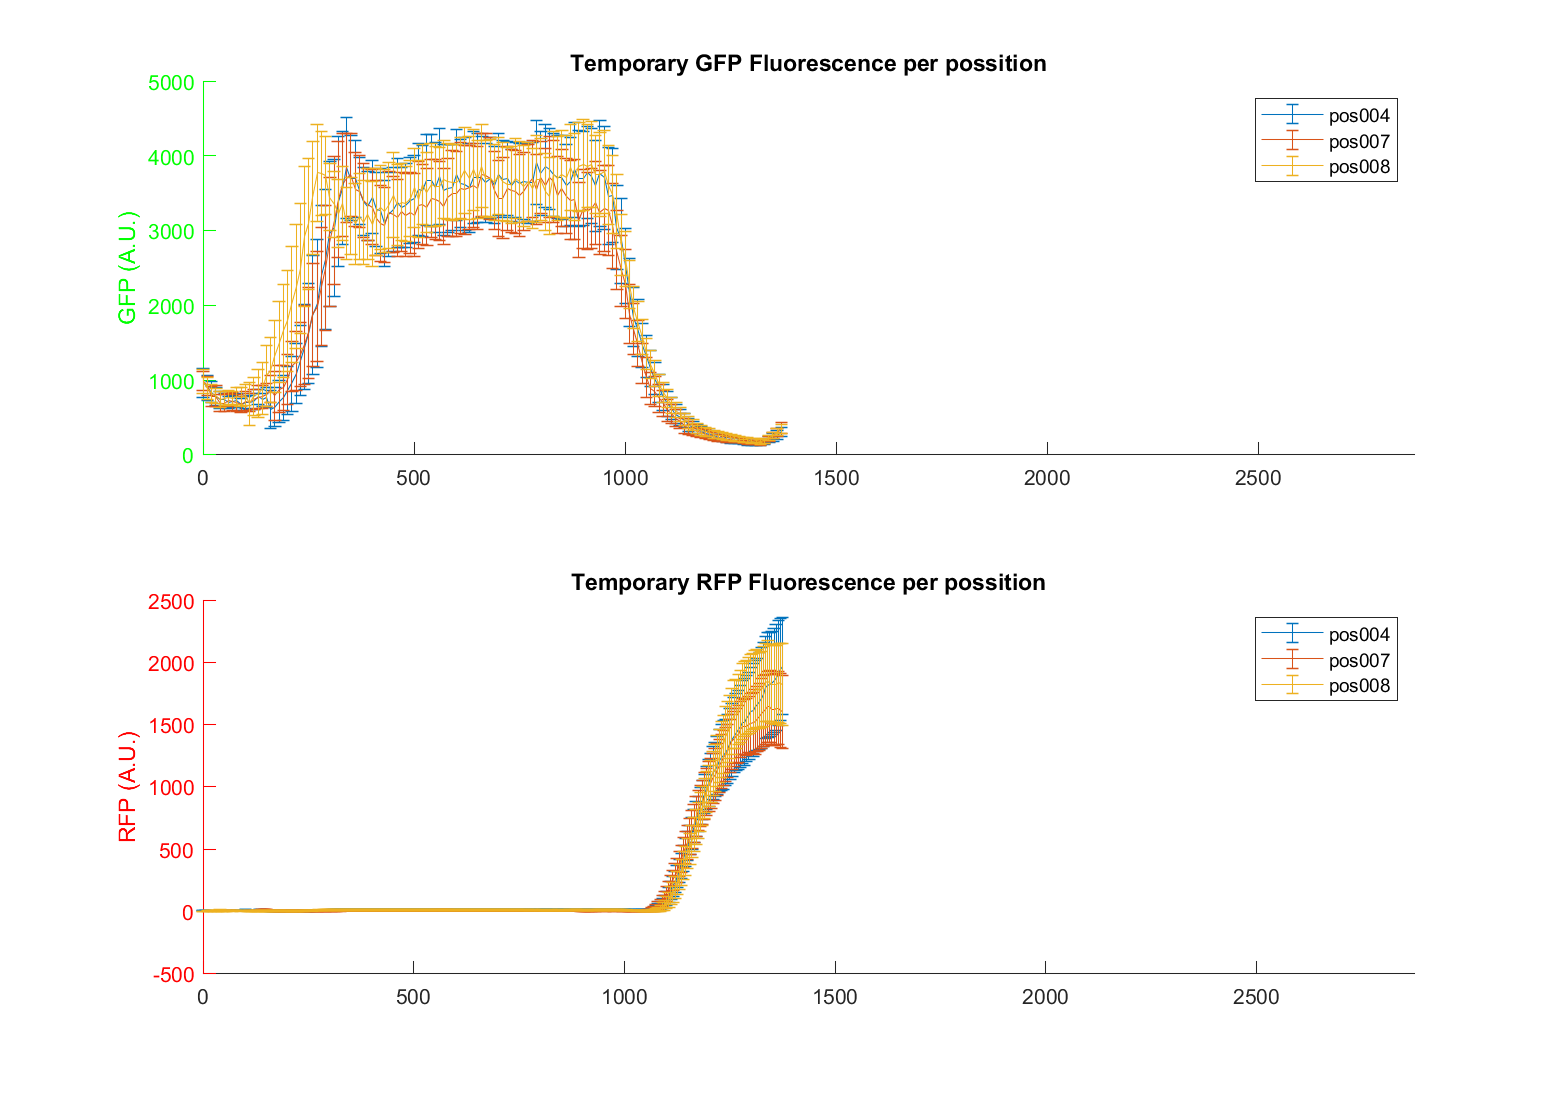 Temporary GFP Fluorescence per possition
5000
4000
3000
2000
1000
0
GFP (A.U.)
0 500 1000 1500 2000 2500
pos004
pos007
pos008
Temporary RFP Fluorescence per possition
2500
2000
1500
1000
500
0
-500
RFP (A.U.)
0 500 1000 1500 2000 2500
pos004
pos007
pos008